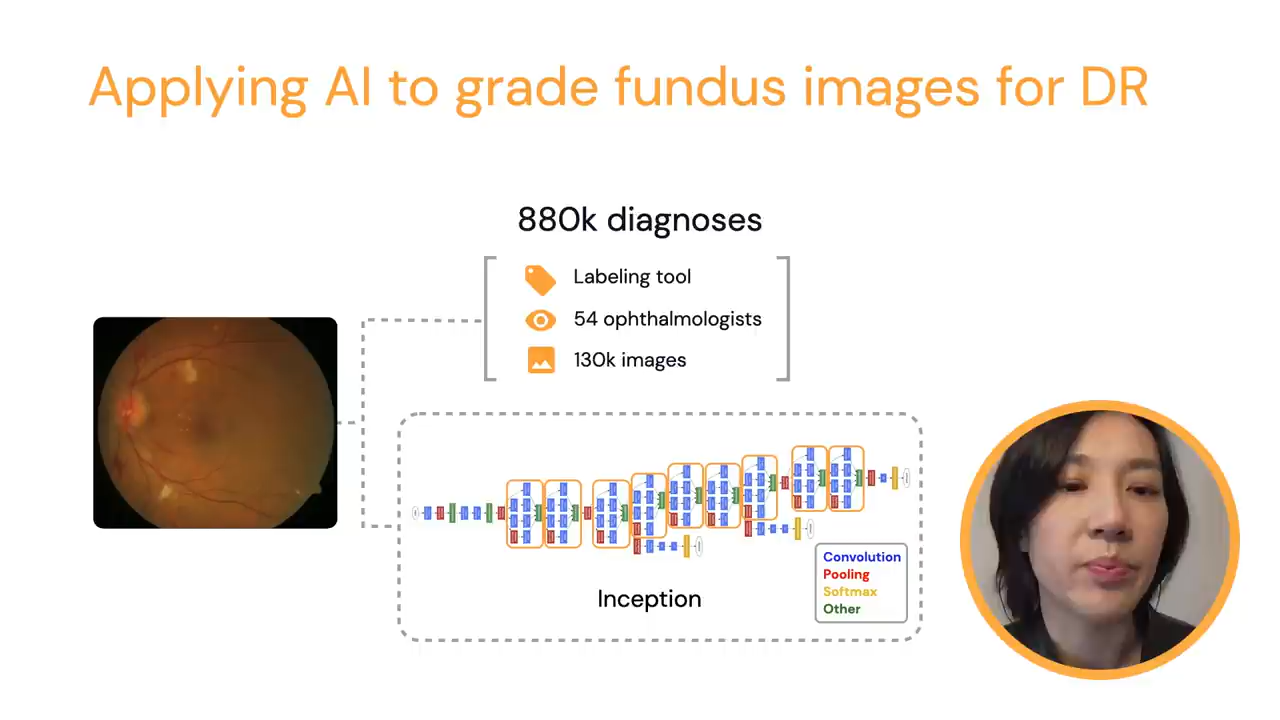 Applying AI to grade fundus images for DR
880k diagnoses
Labeling tool
54 ophthalmologists
130k images
Inception
Convolution
Pooling
Softmax
Other